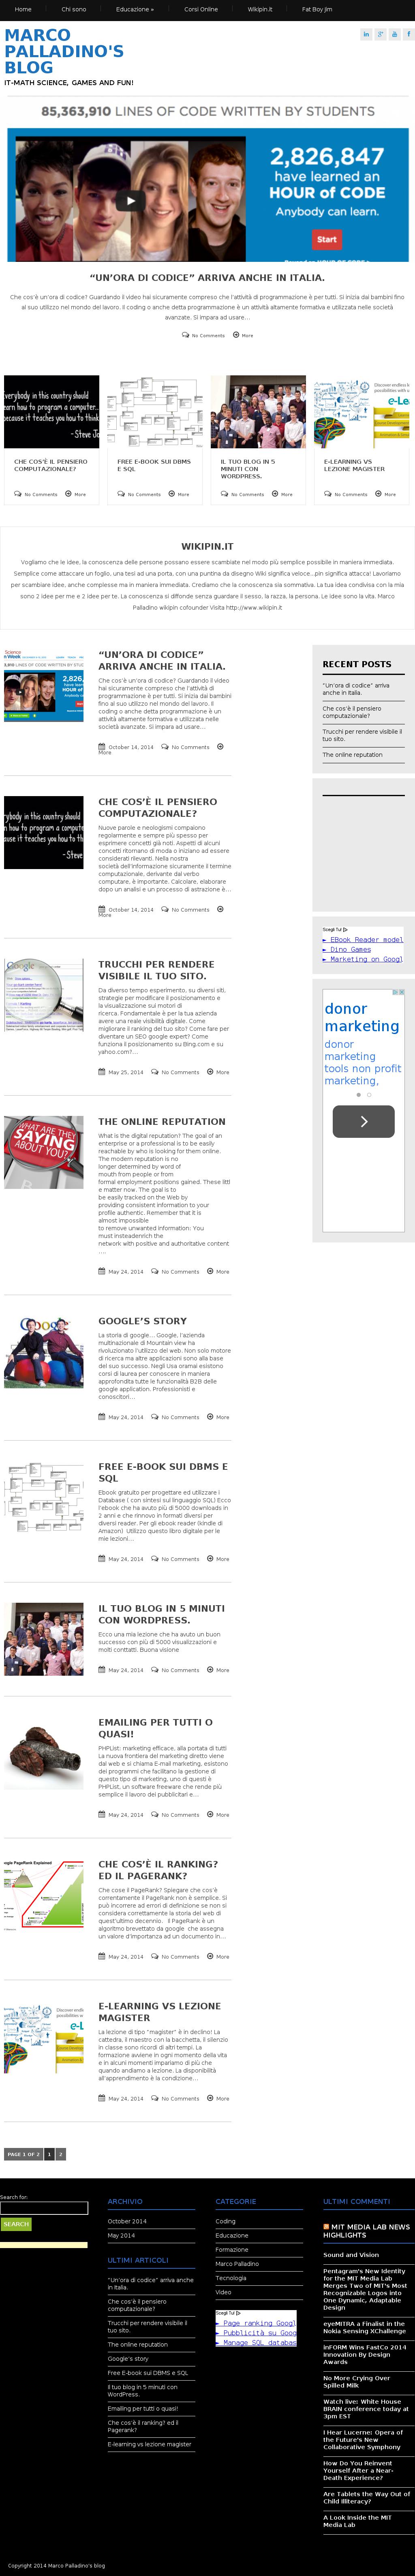 Home
Chi sono
Educazione »
Corsi Online
Wikipin.it
Fat Boy Jim
MARCO
PALLADINO'S
BLOG
IT-MATH SCIENCE, GAMES AND FUN!
85,363,910 LINES OF CODE WRITTEN BY STUDENTS
2,826,847
have learned an
HOUR of CODE
Anybody can learn.
Start
“UN’ORA DI CODICE” ARRIVA ANCHE IN ITALIA.
Che cos’è un’ora di codice? Guardando il video hai sicuramente compreso che l’attività di programmazione è per tutti. Si inizia dai bambini fino
al suo utilizzo nel mondo del lavoro. Il coding o anche detta programmazione è un attività altamente formativa e utilizzata nelle società
avanzate. Si impara ad usare…
No Comments More
Everybody in this country should
learn how to program a computer...
because it teaches you how to think
- Steve Jo
Discover endless le
possibilities with e-
e-Le
CHE COS’È IL PENSIERO
COMPUTAZIONALE?
No Comments More
FREE E-BOOK SUI DBMS
E SQL
No Comments More
IL TUO BLOG IN 5
MINUTI CON
WORDPRESS.
No Comments More
E-LEARNING VS
LEZIONE MAGISTER
No Comments More
WIKIPIN.IT
Vogliamo che le idee, la conoscenza delle persone possano essere scambiate nel modo più semplice possibile in maniera immediata.
Semplice come attaccare un foglio, una tesi ad una porta, con una puntina da disegno Wiki significa veloce…pin significa attacca! Lavoriamo
per scambiare idee, anche complesse ma in maniera immediata. Crediamo che la conoscenza sia sommativa. La tua idea condivisa con la mia
sono 2 idee per me e 2 idee per te. La conoscenza si diffonde senza guardare il sesso, la razza, la persona. Le idee sono la vita. Marco
Palladino wikipin cofounder Visita http://www.wikipin.it
“UN’ORA DI CODICE”
ARRIVA ANCHE IN ITALIA.
Che cos’è un’ora di codice? Guardando il video
hai sicuramente compreso che l’attività di
programmazione è per tutti. Si inizia dai bambini
fino al suo utilizzo nel mondo del lavoro. Il
coding o anche detta programmazione è un
attività altamente formativa e utilizzata nelle
società avanzate. Si impara ad usare…
October 14, 2014 No Comments
More
CHE COS’È IL PENSIERO
COMPUTAZIONALE?
Nuove parole e neologismi compaiono
regolarmente e sempre più spesso per
esprimere concetti già noti. Aspetti di alcuni
concetti ritornano di moda o iniziano ad essere
considerati rilevanti. Nella nostra
società dell’informazione sicuramente il termine
computazionale, derivante dal verbo
computare, è importante. Calcolare, elaborare
dopo un analisi e un processo di astrazione è…
October 14, 2014 No Comments
More
TRUCCHI PER RENDERE
VISIBILE IL TUO SITO.
Da diverso tempo esperimento, su diversi siti,
strategie per modificare il posizionamento e
la visualizzazione sui motori di
ricerca. Fondamentale è per la tua azienda
avere una reale visibilità digitale. Come
migliorare il ranking del tuo sito? Come fare per
diventare un SEO google expert? Come
funziona il posizionamento su Bing.com e su
yahoo.com?…
May 25, 2014 No Comments More
THE ONLINE REPUTATION
What is the digital reputation? The goal of an
enterprise or a professional is to be easily
reachable by who is looking for them online.
The modern reputation is no
longer determined by word of
mouth from people or from
formal employment positions gained. These littl
e matter now. The goal is to
be easily tracked on the Web by
providing consistent information to your
profile authentic. Remember that it is
almost impossible
to remove unwanted information: You
must insteadenrich the
network with positive and authoritative content
….
May 24, 2014 No Comments More
GOOGLE’S STORY
La storia di google… Google, l’azienda
multinazionale di Mountain view ha
rivoluzionato l’utilizzo del web. Non solo motore
di ricerca ma altre applicazioni sono alla base
del suo successo. Negli Usa oramai esistono
corsi di laurea per conoscere in maniera
approfondita tutte le funzionalità B2B delle
google application. Professionisti e
conoscitori…
May 24, 2014 No Comments More
FREE E-BOOK SUI DBMS E
SQL
Ebook gratuito per progettare ed utilizzare i
Database ( con sintesi sul linguaggio SQL) Ecco
l’ebook che ha avuto più di 5000 downloads in
2 anni e che rinnovo in formati diversi per
diversi reader. Per gli ebook reader (kindle di
Amazon) Utilizzo questo libro digitale per le
mie lezioni…
May 24, 2014 No Comments More
IL TUO BLOG IN 5 MINUTI
CON WORDPRESS.
Ecco una mia lezione che ha avuto un buon
successo con più di 5000 visualizzazioni e
molti conttatti. Buona visione
May 24, 2014 No Comments More
EMAILING PER TUTTI O
QUASI!
PHPList: marketing efficace, alla portata di tutti
La nuova frontiera del marketing diretto viene
dal web e si chiama E-mail marketing, esistono
dei programmi che facilitano la gestione di
questo tipo di marketing, uno di questi è
PHPList, un software freeware che rende più
semplice il lavoro dei pubblicitari! e…
May 24, 2014 No Comments More
CHE COS’È IL RANKING?
ED IL PAGERANK?
Che cose il PageRank? Spiegare che cos’è
correntamente il PageRank non è semplice. Si
può incorrere ad errori di definizione se non si
considera correttamente la storia del web di
quest’ultimo decennio. Il pageRank è un
algoritmo brevettato da google che assegna
un valore d’importanza ad un documento in…
May 24, 2014 No Comments More
E-LEARNING VS LEZIONE
MAGISTER
La lezione di tipo “magister” è in declino! La
cattedra, il maestro con la bacchetta, il silenzio
in classe sono ricordi di altri tempi. La
formazione avviene in ogni momento della vita
e in alcuni momenti impariamo di più che
quando andiamo a lezione. La disponibilità
all’apprendimento è la condizione…
May 24, 2014 No Comments More
PAGE 1 OF 2 1 2
RECENT POSTS
“Un’ora di codice” arriva
anche in Italia.
Che cos’è il pensiero
computazionale?
Trucchi per rendere visibile il
tuo sito.
The online reputation
Scegli Tu!
► EBook Reader model
► Dino Games
► Marketing on Googl
donor
marketing
donor
marketing
tools non profit
marketing,
Search for:
SEARCH
ARCHIVIO
October 2014
May 2014
ULTIMI ARTICOLI
“Un’ora di codice” arriva anche
in Italia.
Che cos’è il pensiero
computazionale?
Trucchi per rendere visibile il
tuo sito.
The online reputation
Google’s story
Free E-book sui DBMS e SQL
Il tuo blog in 5 minuti con
WordPress.
Emailing per tutti o quasi!
Che cos’è il ranking? ed il
Pagerank?
E-learning vs lezione magister
CATEGORIE
Coding
Educazione
Formazione
Marco Palladino
Tecnologia
Video
Scegli Tu!
► Page ranking Googl
► Pubblicità su Goog
► Manage SQL databas
ULTIMI COMMENTI
MIT MEDIA LAB NEWS
HIGHLIGHTS
Sound and Vision
Pentagram's New Identity
for the MIT Media Lab
Merges Two of MIT's Most
Recognizable Logos into
One Dynamic, Adaptable
Design
eyeMITRA a Finalist in the
Nokia Sensing XChallenge
inFORM Wins FastCo 2014
Innovation By Design
Awards
No More Crying Over
Spilled Milk
Watch live: White House
BRAIN conference today at
3pm EST
I Hear Lucerne: Opera of
the Future's New
Collaborative Symphony
How Do You Reinvent
Yourself After a Near-
Death Experience?
Are Tablets the Way Out of
Child Illiteracy?
A Look Inside the MIT
Media Lab
Copyright 2014 Marco Palladino's blog